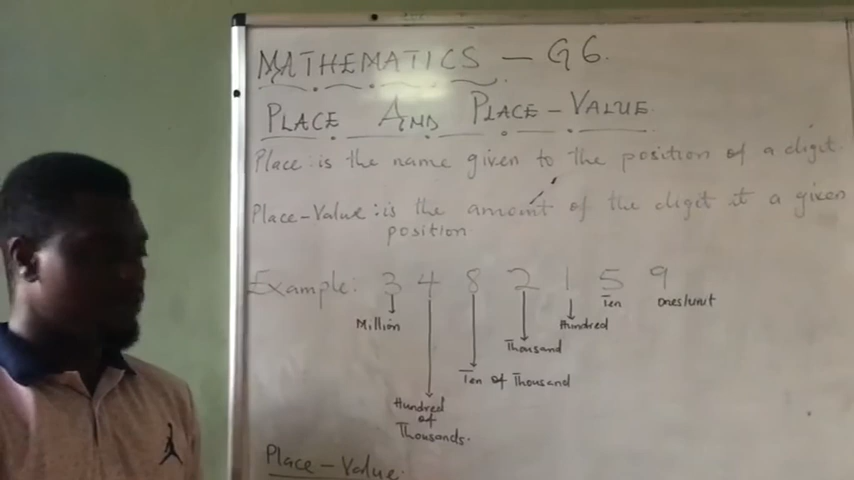 MATHEMATICS - G6.
PLACE AND PLACE-VALUE.
Place: is the name given to the position of a digit.
Place-Value: is the amount of the digit it a given
position
Example: 3 4 8 2 1 5 9
Ten ones/unit
Million Hundred
Thousand
Ten of Thousand
Hundred
of
Thousands.
Place-Value.